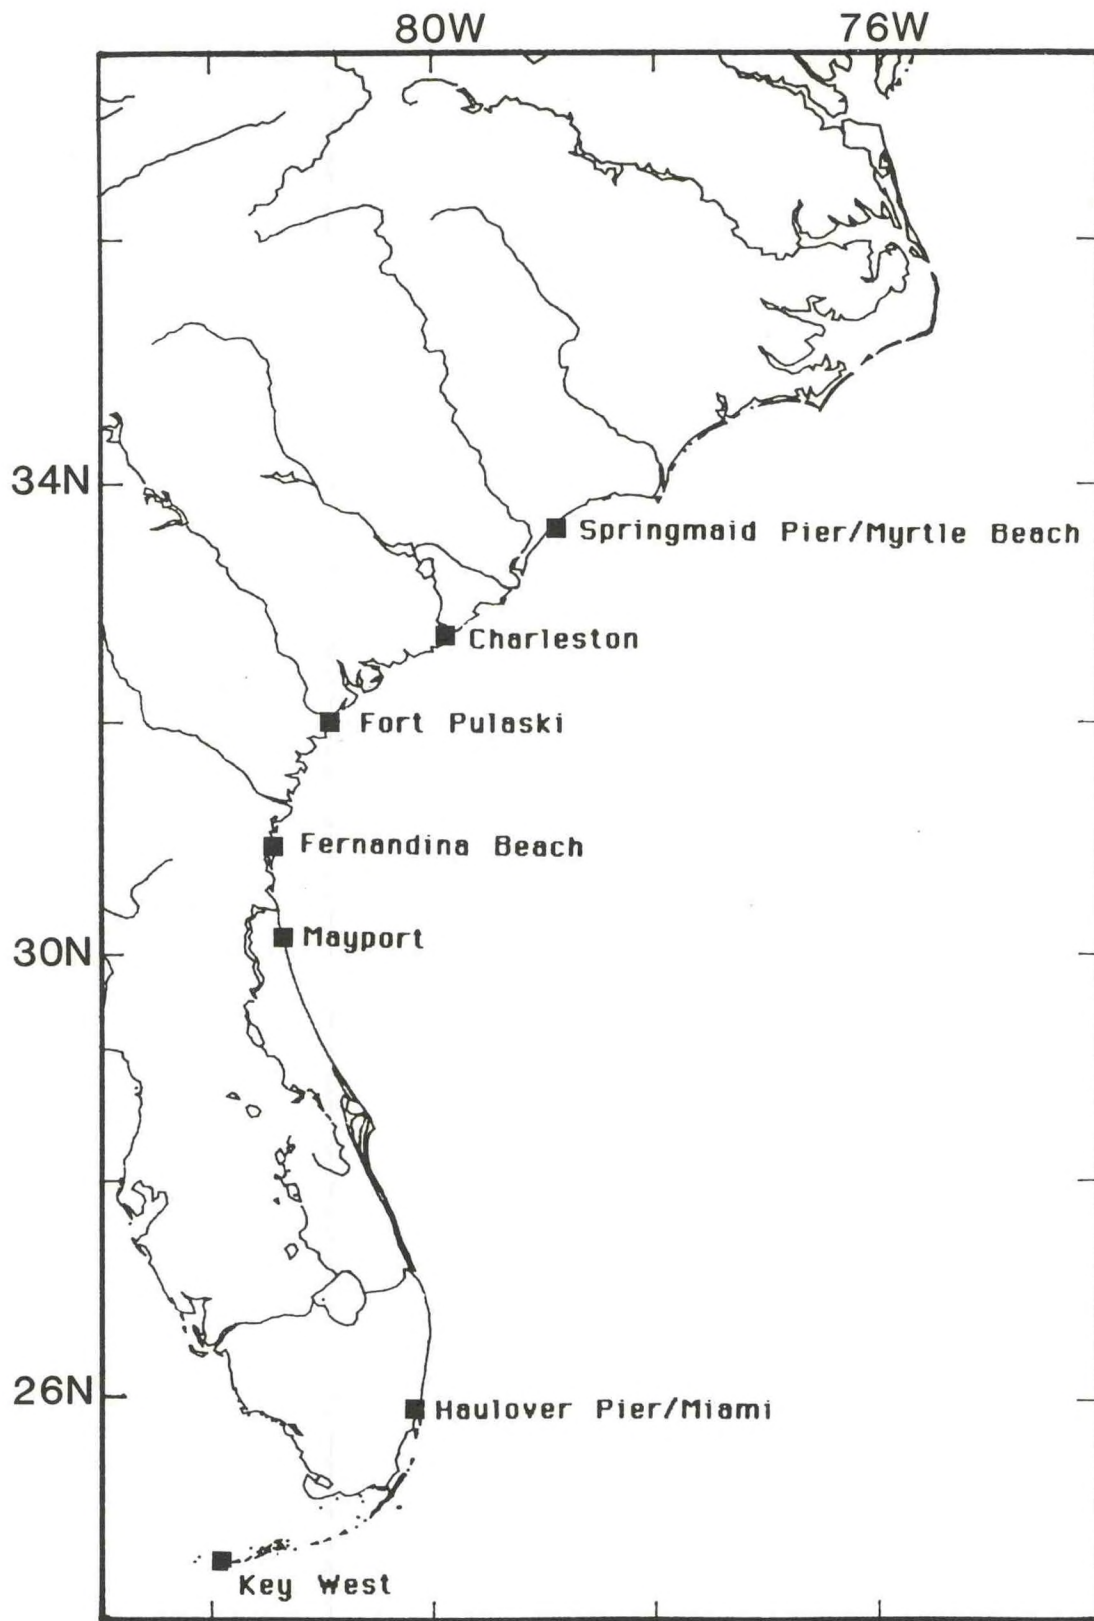 80W 76W
34N
Springmaid Pier/Myrtle Beach
Charleston
Fort Pulaski
Fernandina Beach
30N
Mayport
26N
Haulover Pier/Miami
Key West